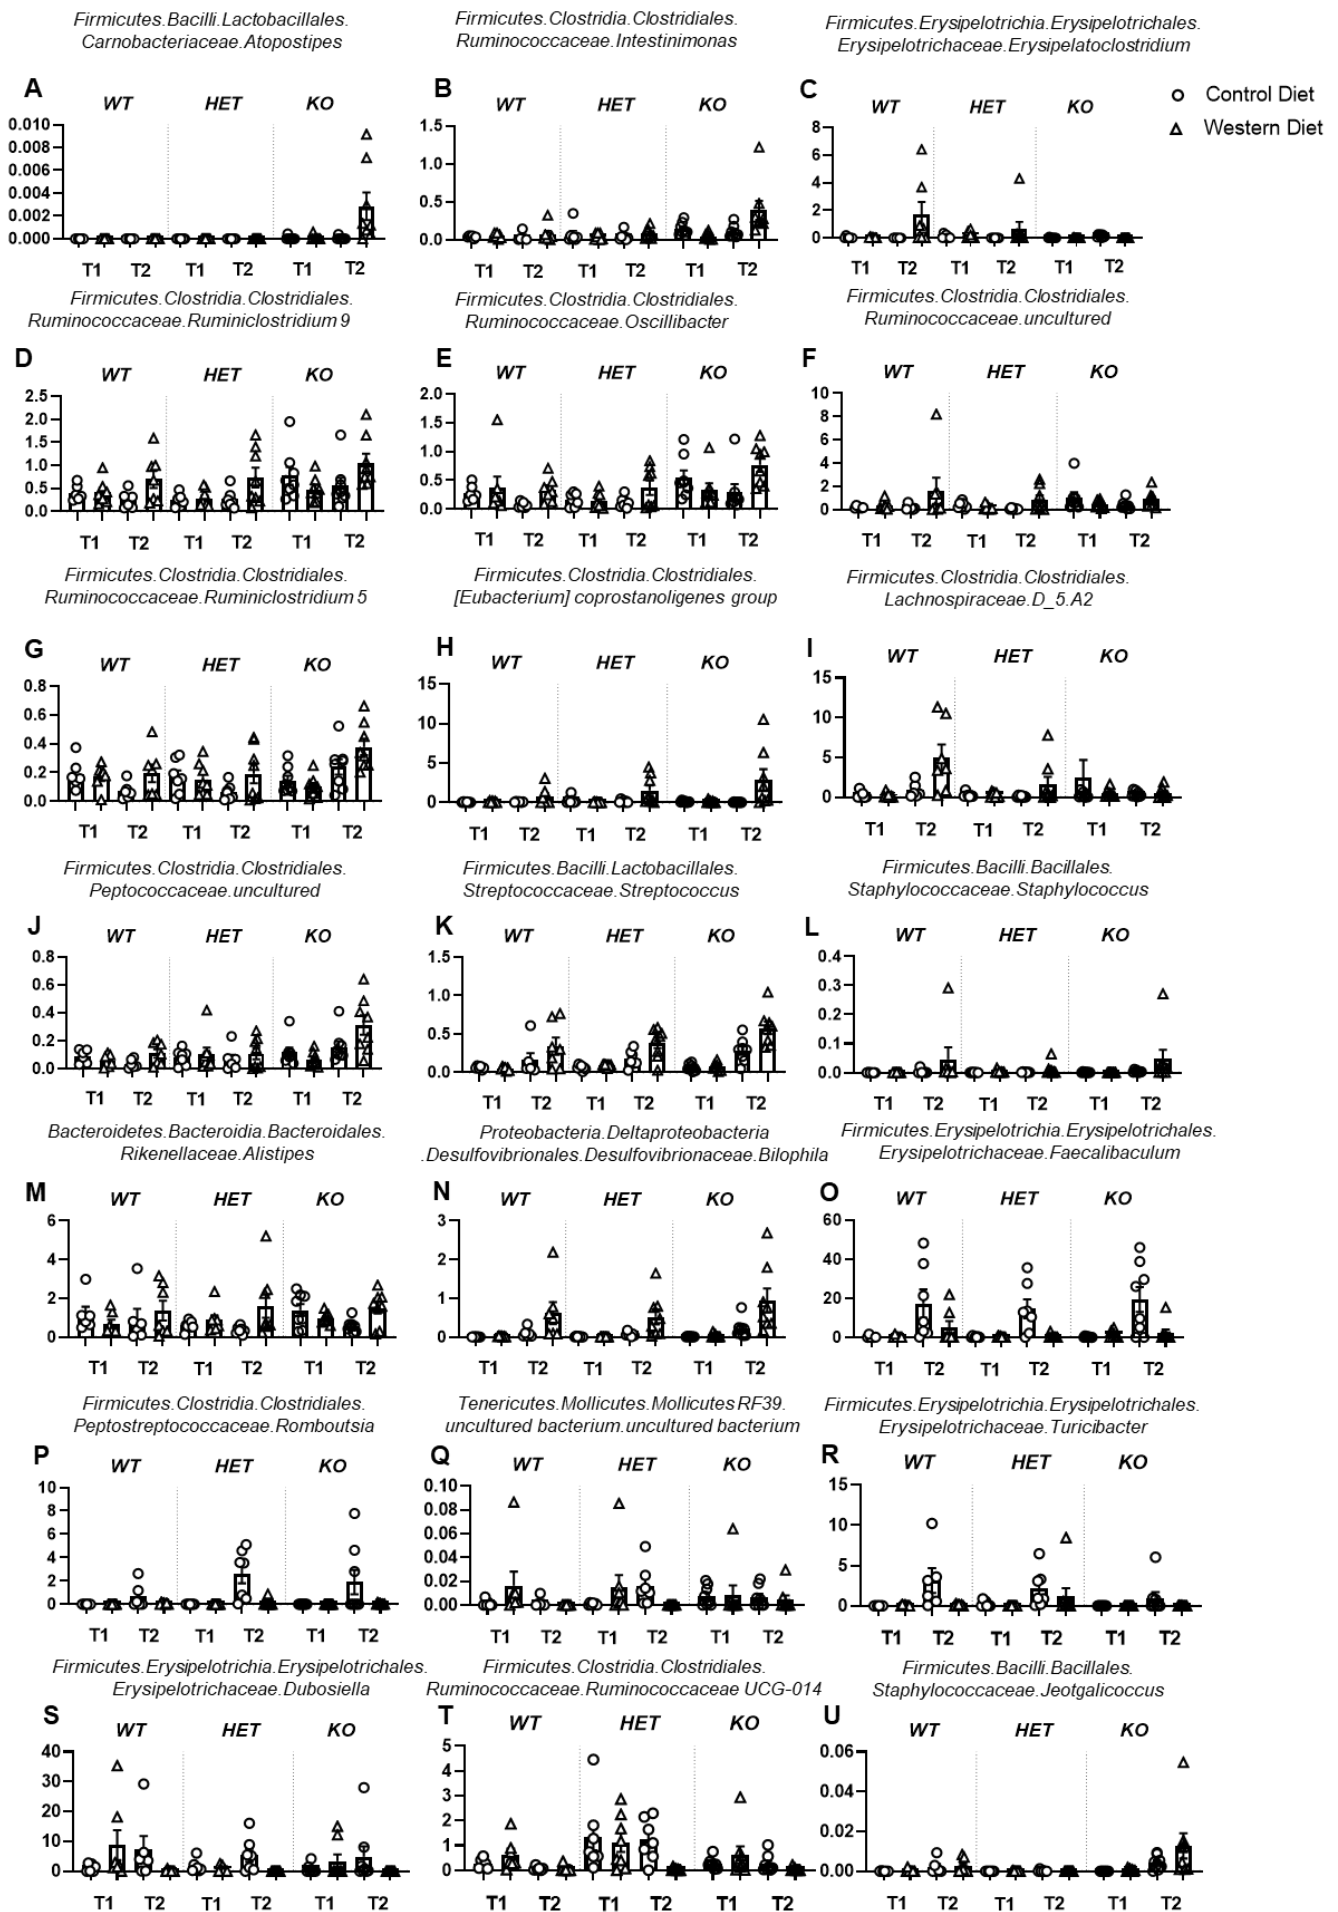 Firmicutes.Bacilli.Lactobacillales.
Carnobacteriaceae.Atopostipes
Firmicutes.Clostridia.Clostridiales.
Ruminococcaceae.Intestinimonas
Firmicutes.Erysipelotrichia.Erysipelotrichales.
Erysipelotrichaceae.Erysipelatoclostridium
Control Diet
Western Diet
A
WT HET KO
0.010
0.008
0.006
0.004
0.002
0.000
T1 T2 T1 T2 T1 T2
B
WT HET KO
1.5
1.0
0.5
0.0
T1 T2 T1 T2 T1 T2
C
WT HET KO
8
6
4
2
0
T1 T2 T1 T2 T1 T2
Firmicutes.Clostridia.Clostridiales.
Ruminococcaceae.Ruminiclostridium 9
Firmicutes.Clostridia.Clostridiales.
Ruminococcaceae.Oscillibacter
Firmicutes.Clostridia.Clostridiales.
Ruminococcaceae.uncultured
D
WT HET KO
2.5
2.0
1.5
1.0
0.5
0.0
T1 T2 T1 T2 T1 T2
E
WT HET KO
2.0
1.5
1.0
0.5
0.0
T1 T2 T1 T2 T1 T2
F
WT HET KO
10
8
6
4
2
0
T1 T2 T1 T2 T1 T2
Firmicutes.Clostridia.Clostridiales.
Ruminococcaceae.Ruminiclostridium 5
Firmicutes.Clostridia.Clostridiales.
[Eubacterium] coprostanoligenes group
Firmicutes.Clostridia.Clostridiales.
Lachnospiraceae.D_5.A2
G
WT HET KO
0.8
0.6
0.4
0.2
0.0
T1 T2 T1 T2 T1 T2
H
WT HET KO
15
10
5
0
T1 T2 T1 T2 T1 T2
I
WT HET KO
15
10
5
0
T1 T2 T1 T2 T1 T2
Firmicutes.Clostridia.Clostridiales.
Peptococcaceae.uncultured
Firmicutes.Bacilli.Lactobacillales.
Streptococcaceae.Streptococcus
Firmicutes.Bacilli.Bacillales.
Staphylococcaceae.Staphylococcus
J
WT HET KO
0.8
0.6
0.4
0.2
0.0
T1 T2 T1 T2 T1 T2
K
WT HET KO
1.5
1.0
0.5
0.0
T1 T2 T1 T2 T1 T2
L
WT HET KO
0.4
0.3
0.2
0.1
0.0
T1 T2 T1 T2 T1 T2
Bacteroidetes.Bacteroidia.Bacteroidales.
Rikenellaceae.Alistipes
Proteobacteria.Deltaproteobacteria
.Desulfovibrionales.Desulfovibrionaceae.Bilophila
Firmicutes.Erysipelotrichia.Erysipelotrichales.
Erysipelotrichaceae.Faecalibaculum
M
WT HET KO
6
4
2
0
T1 T2 T1 T2 T1 T2
N
WT HET KO
3
2
1
0
T1 T2 T1 T2 T1 T2
O
WT HET KO
60
40
20
0
T1 T2 T1 T2 T1 T2
Firmicutes.Clostridia.Clostridiales.
Peptostreptococcaceae.Romboutsia
Tenericutes.Mollicutes.Mollicutes RF39.
uncultured bacterium.uncultured bacterium
Firmicutes.Erysipelotrichia.Erysipelotrichales.
Erysipelotrichaceae.Turicibacter
P
WT HET KO
10
8
6
4
2
0
T1 T2 T1 T2 T1 T2
Q
WT HET KO
0.10
0.08
0.06
0.04
0.02
0.01
0.00
T1 T2 T1 T2 T1 T2
R
WT HET KO
15
10
5
0
T1 T2 T1 T2 T1 T2
Firmicutes.Erysipelotrichia.Erysipelotrichales.
Erysipelotrichaceae.Dubosiella
Firmicutes.Clostridia.Clostridiales.
Ruminococcaceae.Ruminococcaceae UCG-014
Firmicutes.Bacilli.Bacillales.
Staphylococcaceae.Jeotgalicoccus
S
WT HET KO
40
30
20
10
0
T1 T2 T1 T2 T1 T2
T
WT HET KO
5
4
3
2
1
0
T1 T2 T1 T2 T1 T2
U
WT HET KO
0.06
0.04
0.02
0.00
T1 T2 T1 T2 T1 T2